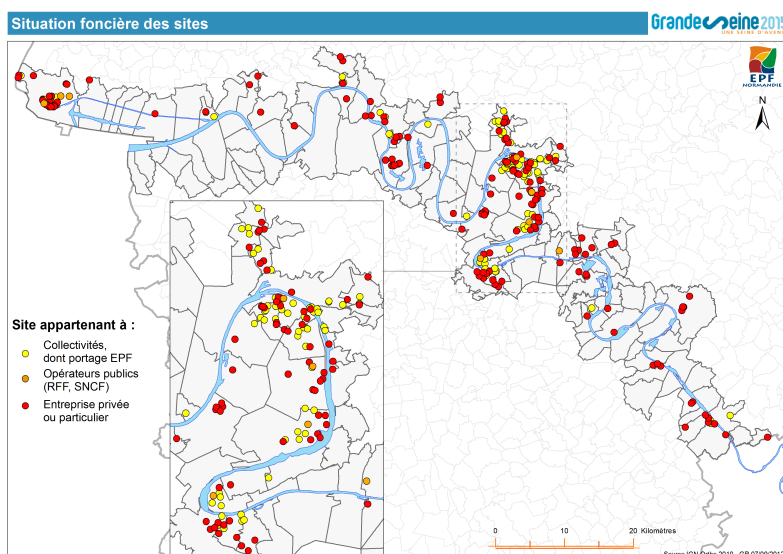 Situation foncière des sites
Grande Seine 2015
UNE SEINE D'AVENIR
EPF
NORMANDIE
N
Site appartenant à :
Collectivités,
dont portage EPF
Opérateurs publics
(RFF, SNCF)
Entreprise privée
ou particulier
0 10 20 Kilomètres